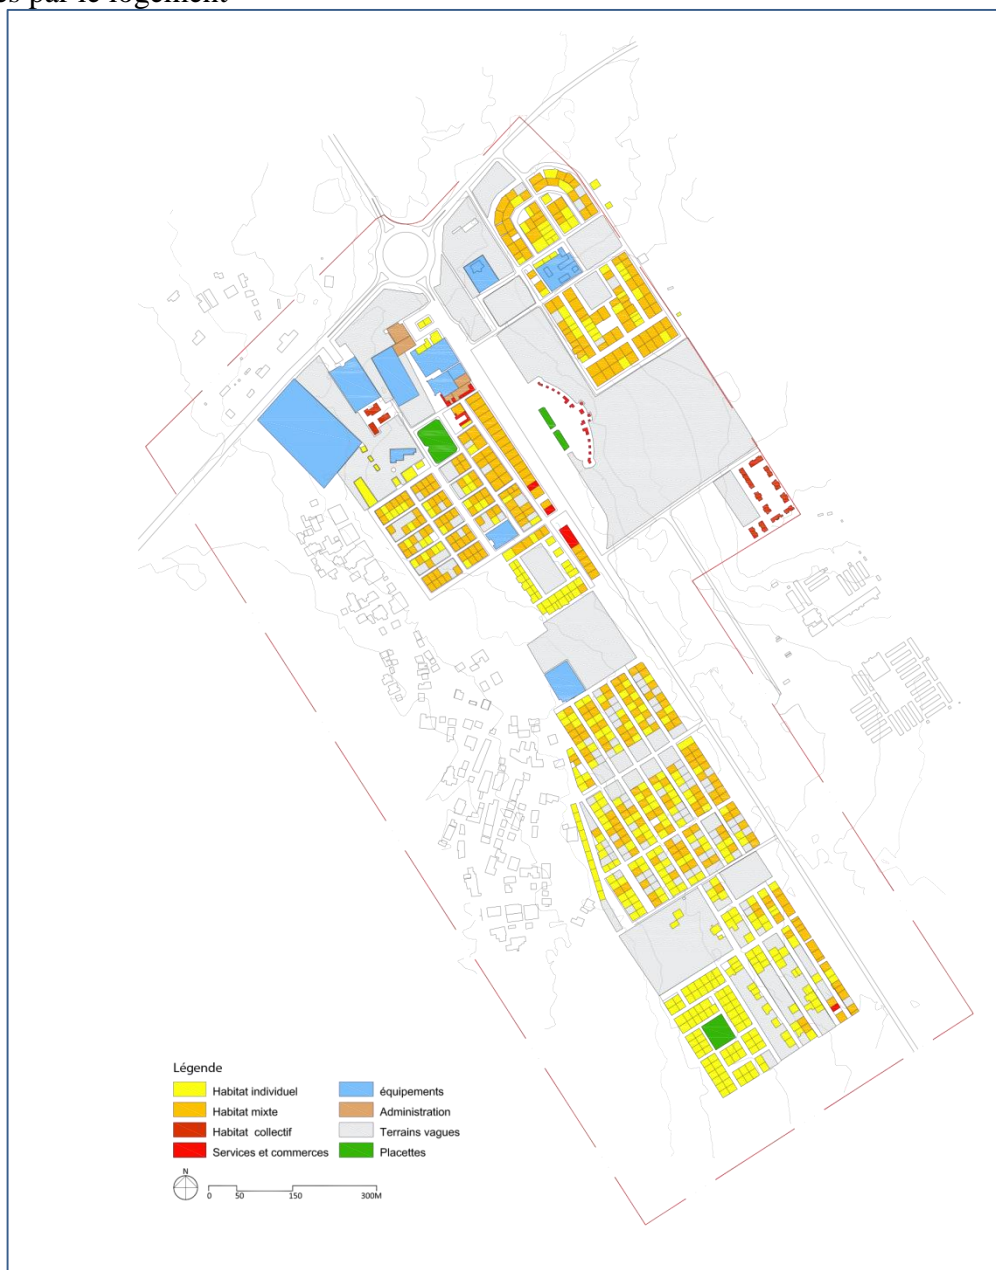 par le logement
Légende
Habitat individuel
Habitat mixte
Habitat collectif
Services et commerces
équipements
Administration
Terrains vagues
Placettes
N
0 50 150 300M